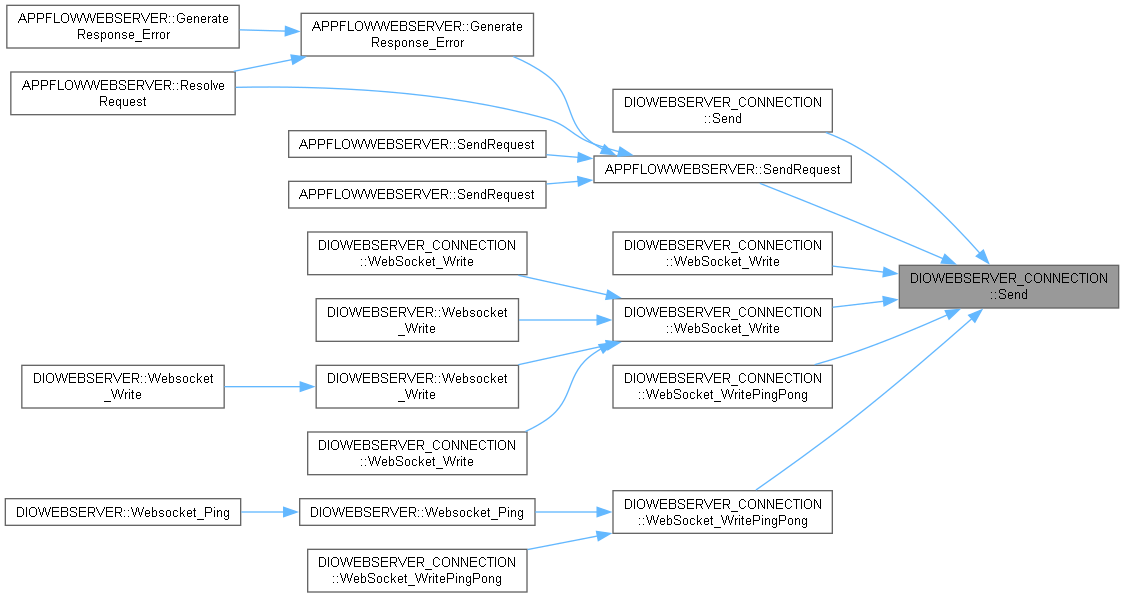 APPFLOWWEBSERVER::Generate
Response_Error
APPFLOWWEBSERVER::Resolve
Request
APPFLOWWEBSERVER::Generate
Response_Error
APPFLOWWEBSERVER::SendRequest
APPFLOWWEBSERVER::SendRequest
DIOWEBSERVER_CONNECTION
::WebSocket_Write
DIOWEBSERVER::Websocket
_Write
DIOWEBSERVER::Websocket
_Write
DIOWEBSERVER::Websocket
_Write
DIOWEBSERVER_CONNECTION
::WebSocket_Write
DIOWEBSERVER::Websocket_Ping
DIOWEBSERVER::Websocket_Ping
DIOWEBSERVER_CONNECTION
::WebSocket_WritePingPong
DIOWEBSERVER_CONNECTION
::Send
APPFLOWWEBSERVER::SendRequest
DIOWEBSERVER_CONNECTION
::WebSocket_Write
DIOWEBSERVER_CONNECTION
::WebSocket_Write
DIOWEBSERVER_CONNECTION
::WebSocket_WritePingPong
DIOWEBSERVER_CONNECTION
::WebSocket_WritePingPong
DIOWEBSERVER_CONNECTION
::Send